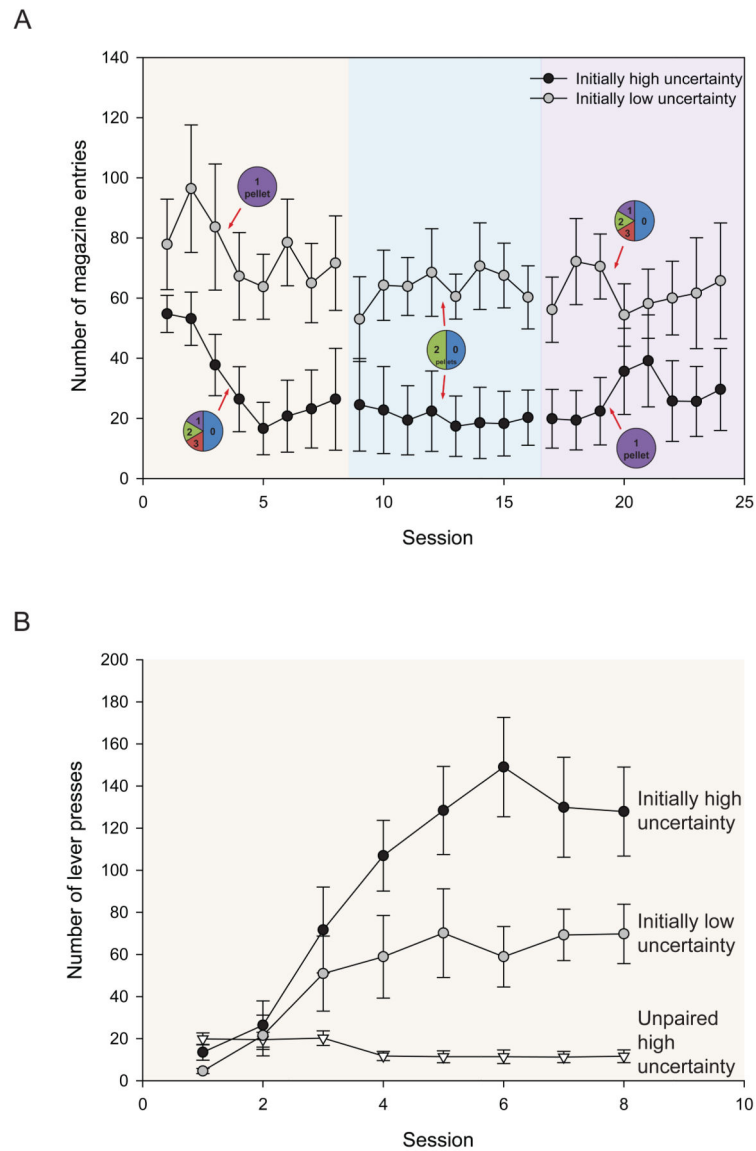 A
140
120
100
80
60
40
20
0
Number of magazine entries
Initially high uncertainty
Initially low uncertainty
1
pellet
1
2
0
3
2
0
pellets
1
2
0
3
1
pellet
0
5
10
15
20
25
Session
B
200
180
160
140
120
100
80
60
40
20
0
Number of lever presses
Initially high
uncertainty
Initially low
uncertainty
Unpaired
high
uncertainty
0
2
4
6
8
10
Session